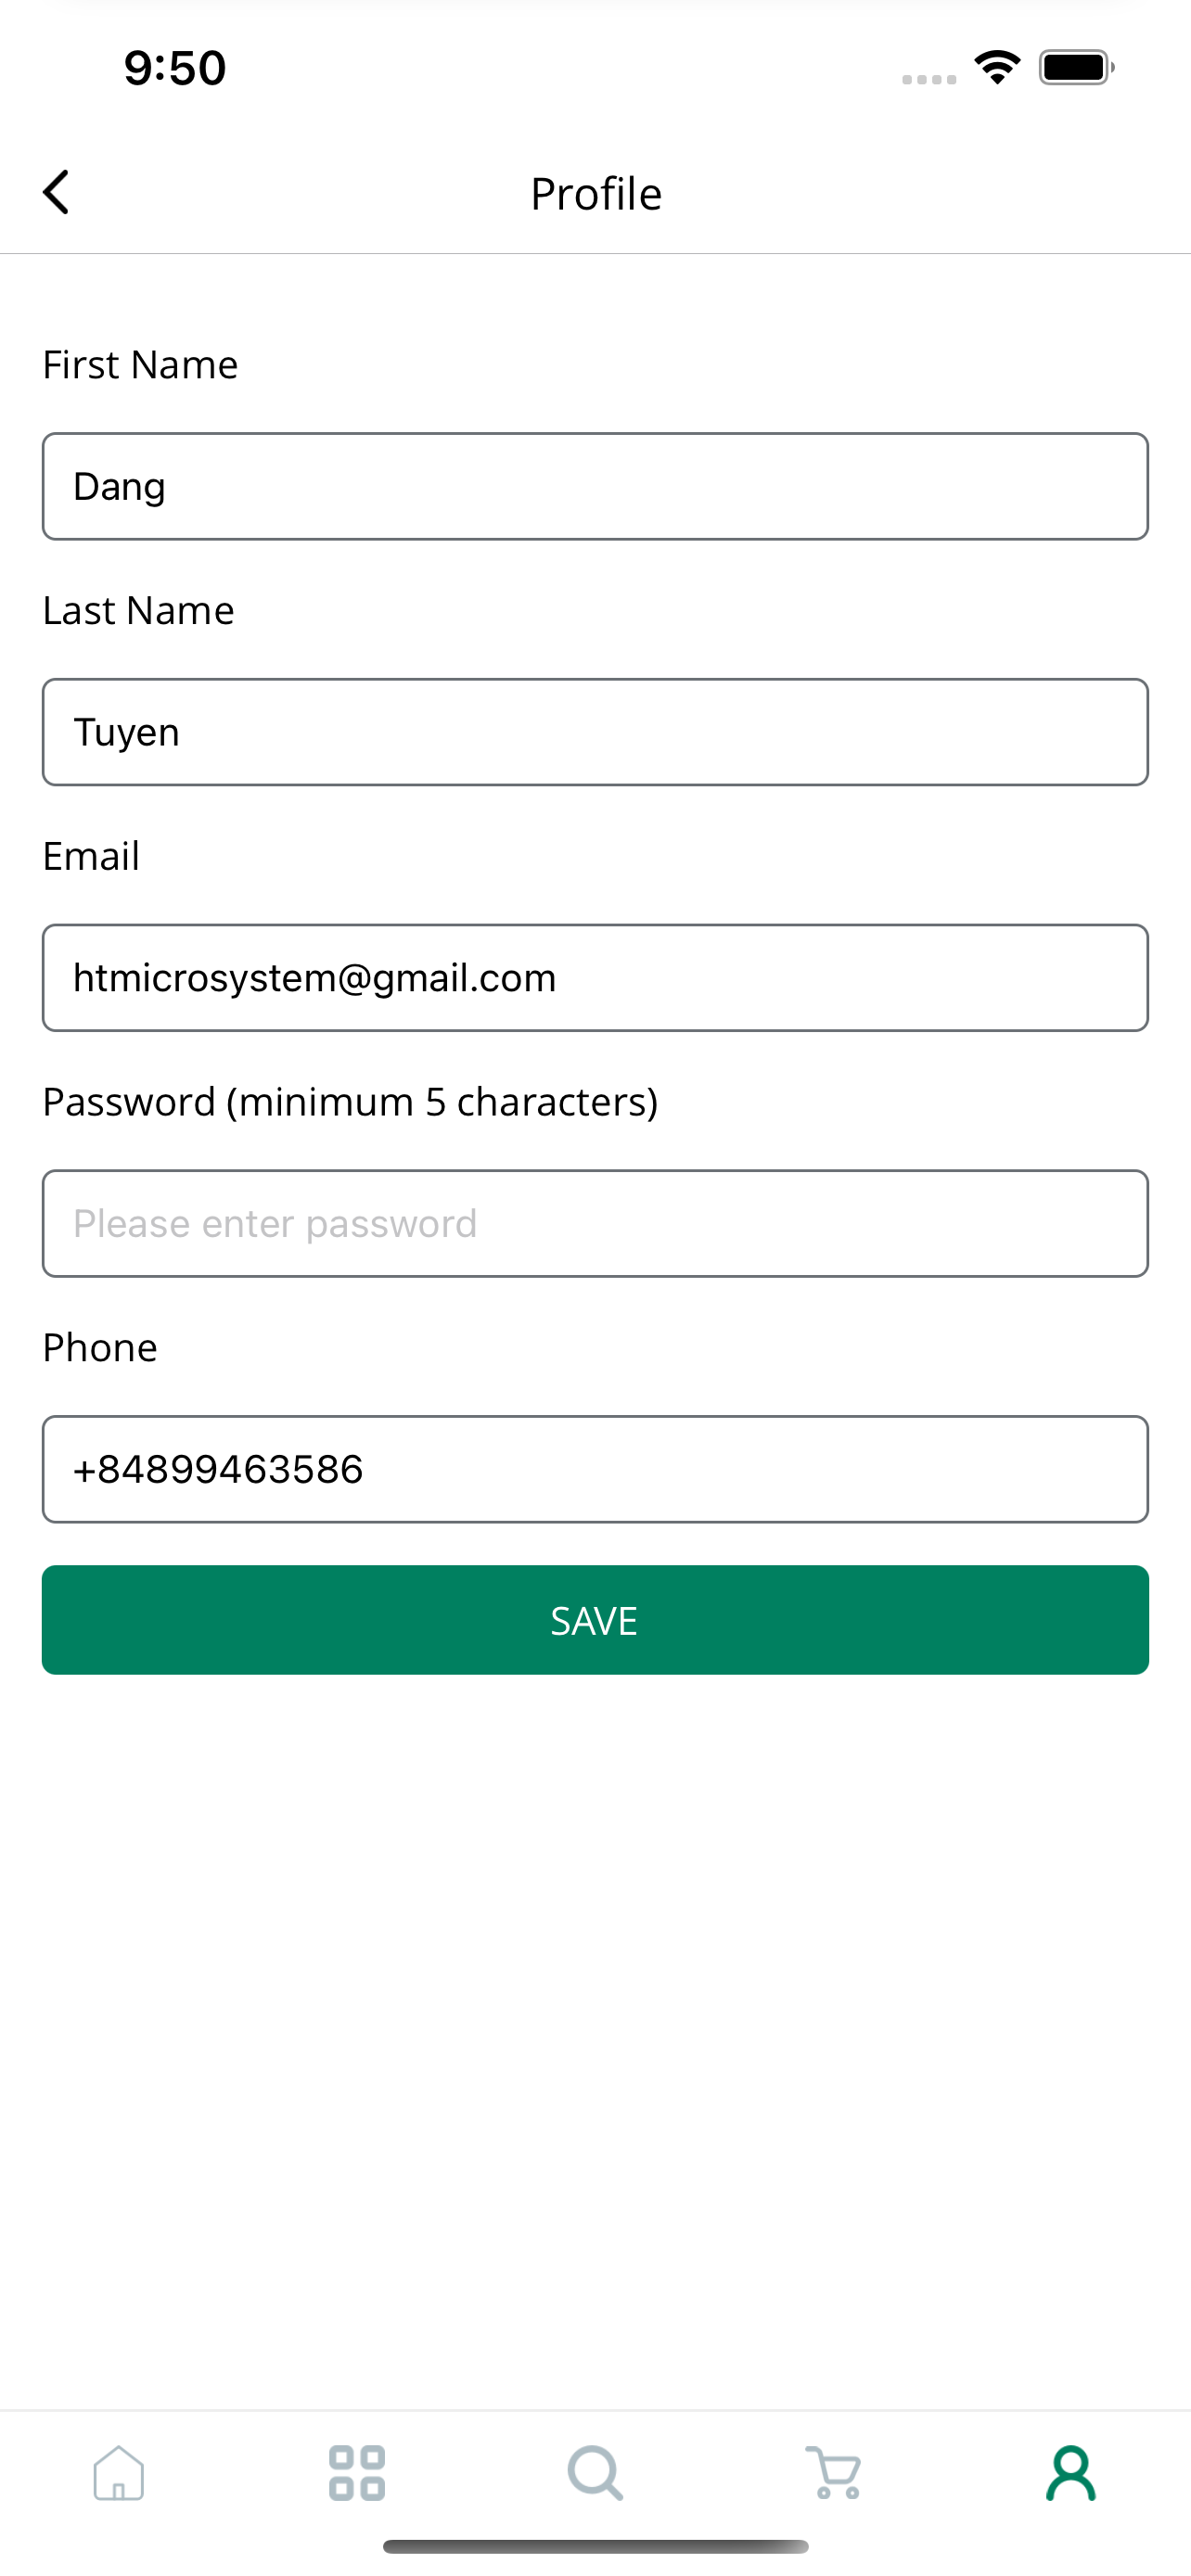 9:50
Profile
First Name
Dang
Last Name
Tuyen
Email
htmicrosystem@gmail.com
Password (minimum 5 characters)
Please enter password
Phone
+84899463586
SAVE